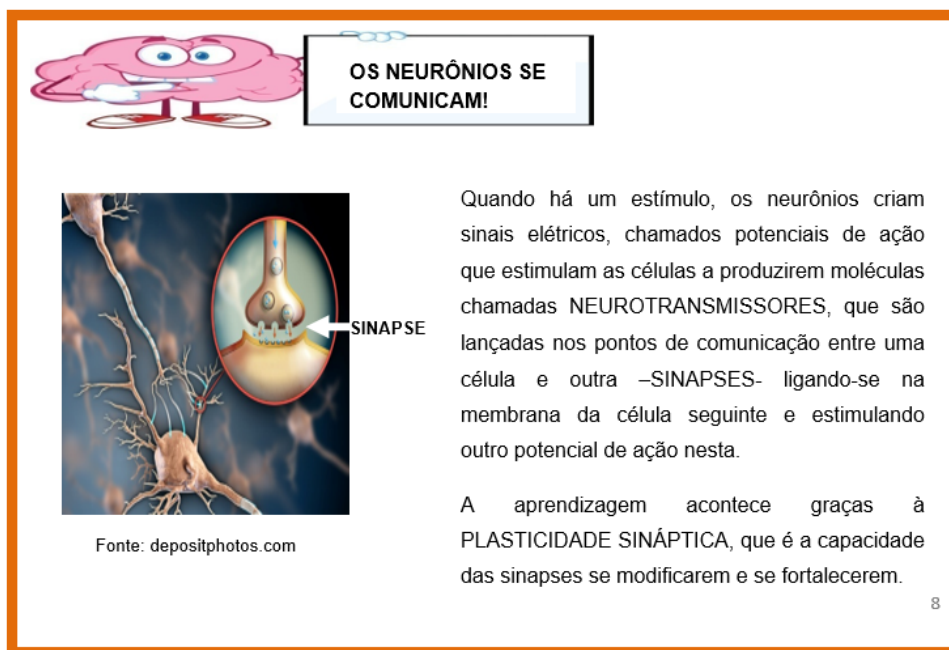 OS NEURÔNIOS SE
COMUNICAM!
SINAPSE
Fonte: depositphotos.com
Quando há um estímulo, os neurônios criam
sinais elétricos, chamados potenciais de ação
que estimulam as células a produzirem moléculas
chamadas NEUROTRANSMISSORES, que são
lançadas nos pontos de comunicação entre uma
célula e outra –SINAPSES- ligando-se na
membrana da célula seguinte e estimulando
outro potencial de ação nesta.
A aprendizagem acontece graças à
PLASTICIDADE SINÁPTICA, que é a capacidade
das sinapses se modificarem e se fortalecerem.
8